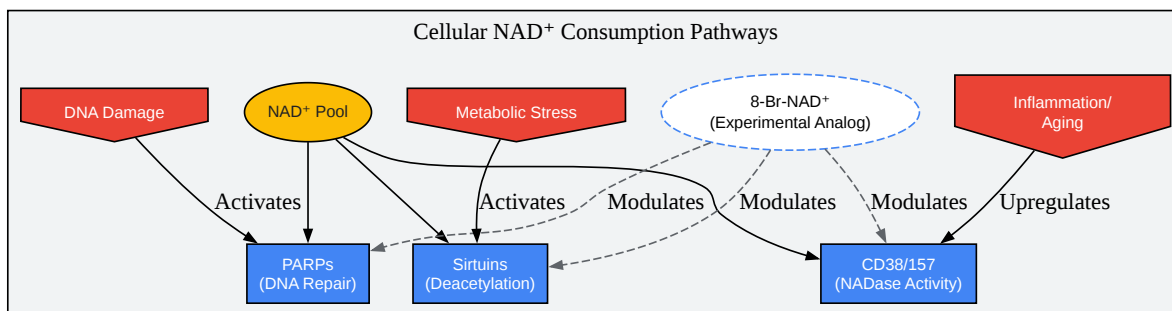 Cellular NAD⁺ Consumption Pathways
DNA Damage
NAD⁺ Pool
Metabolic Stress
8-Br-NAD⁺
(Experimental Analog)
Inflammation/
Aging
Activates
Activates
Modulates
Modulates
Modulates
Upregulates
PARPs
(DNA Repair)
Sirtuins
(Deacetylation)
CD38/157
(NADase Activity)